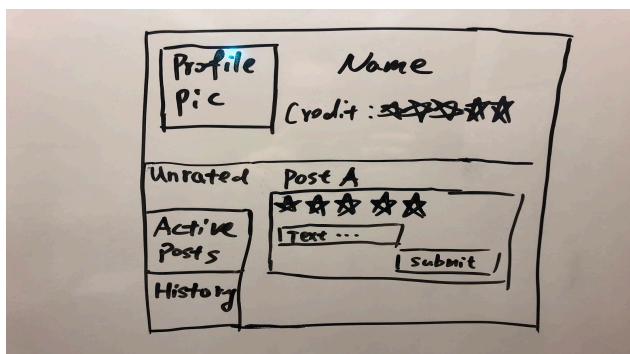 Profile
Pic
Name
Credit :
Unrated
Post A
Active
Posts
Text ...
Submit
History